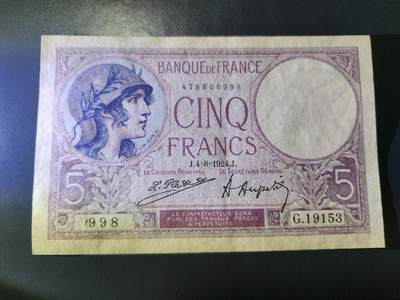 BANQUE DE FRANCE
478806998
CINQ
FRANCS
J.4-8-1924.J.
LE CAISSIER PRINCIPAL LE SECRÉTAIRE GÉNÉRAL
5 5
998
LE CONTREFACTEUR SERA
PUNI DES TRAVAUX FORCÉS
À PERPÉTUITÉ
G.19153